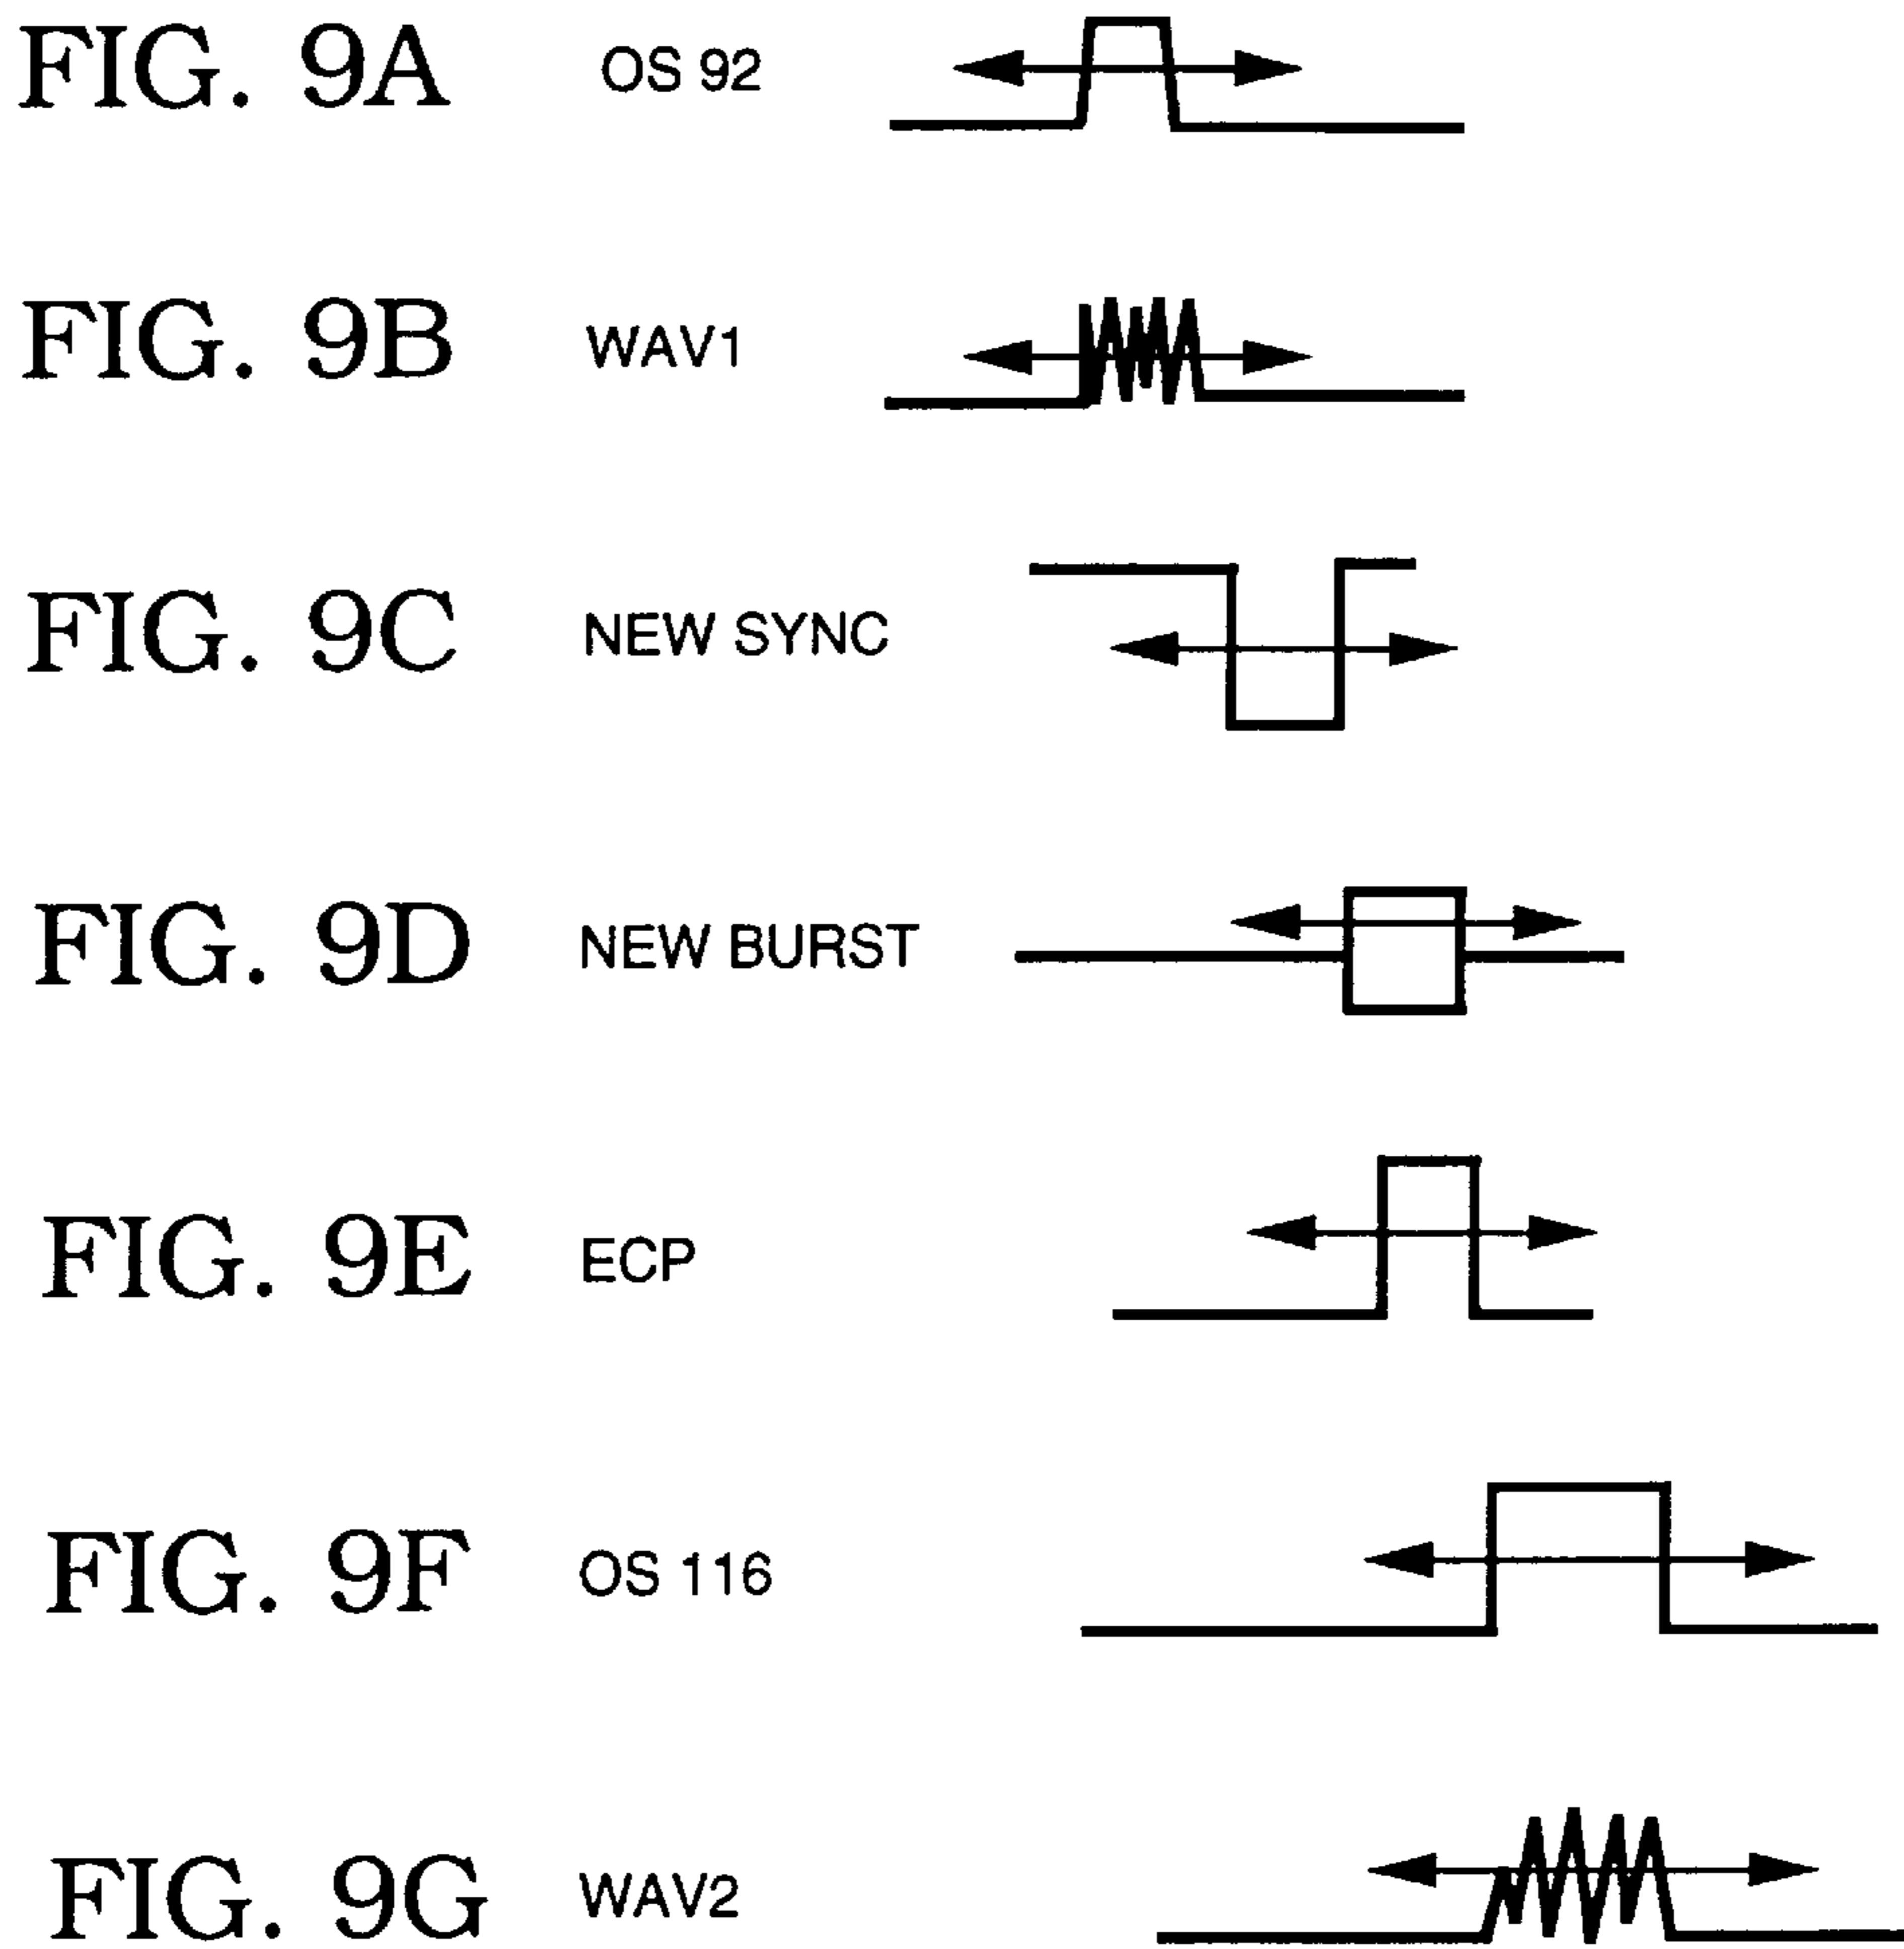 FIG. 9A OS 92
FIG. 9B WAV1
FIG. 9C NEW SYNC
FIG. 9D NEW BURST
FIG. 9E ECP
FIG. 9F OS 116
FIG. 9G WAV2